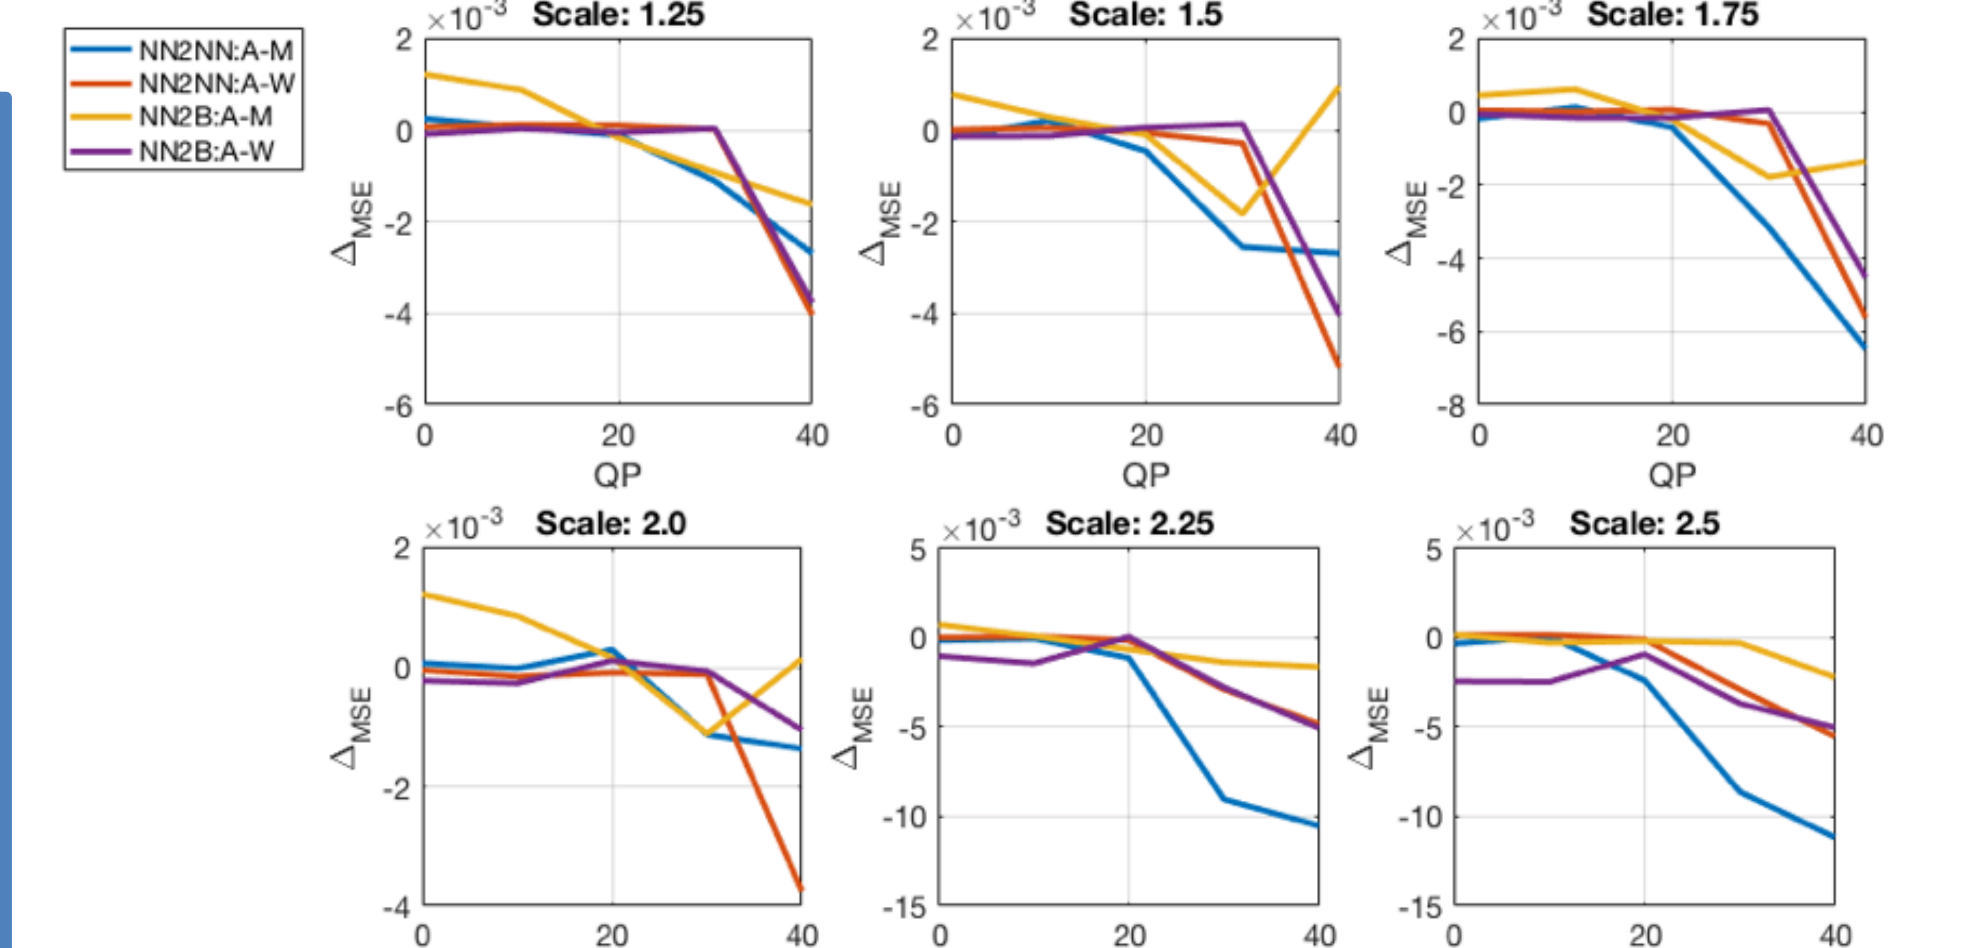 NN2NN:A-M
NN2NN:A-W
NN2B:A-M
NN2B:A-W
×10⁻³ Scale: 1.25
2
0
-2
-4
-6
Δ_MSE
0 20 40
QP
×10⁻³ Scale: 1.5
2
0
-2
-4
-6
Δ_MSE
0 20 40
QP
×10⁻³ Scale: 1.75
2
0
-2
-4
-6
-8
Δ_MSE
0 20 40
QP
×10⁻³ Scale: 2.0
2
0
-2
-4
Δ_MSE
0 20 40
×10⁻³ Scale: 2.25
5
0
-5
-10
-15
Δ_MSE
0 20 40
×10⁻³ Scale: 2.5
5
0
-5
-10
-15
Δ_MSE
0 20 40